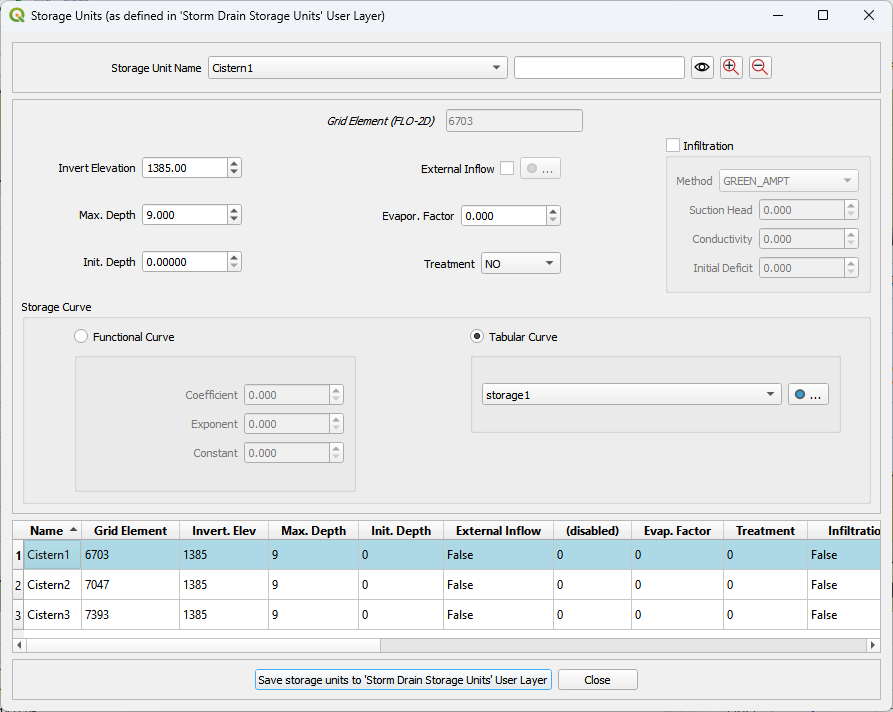 Storage Units (as defined in 'Storm Drain Storage Units' User Layer)
Storage Unit Name Cistern1
Grid Element (FLO-2D) 6703
Infiltration
Invert Elevation 1385.00 External Inflow ...
Method GREEN_AMPT
Max. Depth 9.000 Evapor. Factor 0.000
Suction Head 0.000
Conductivity 0.000
Init. Depth 0.00000 Treatment NO
Initial Deficit 0.000
Storage Curve
Functional Curve Tabular Curve
Coefficient 0.000 storage1 ...
Exponent 0.000
Constant 0.000
Name Grid Element Invert. Elev Max. Depth Init. Depth External Inflow (disabled) Evap. Factor Treatment Infiltratio
1 Cistern1 6703 1385 9 0 False 0 0 0 False
2 Cistern2 7047 1385 9 0 False 0 0 0 False
3 Cistern3 7393 1385 9 0 False 0 0 0 False
Save storage units to 'Storm Drain Storage Units' User Layer Close